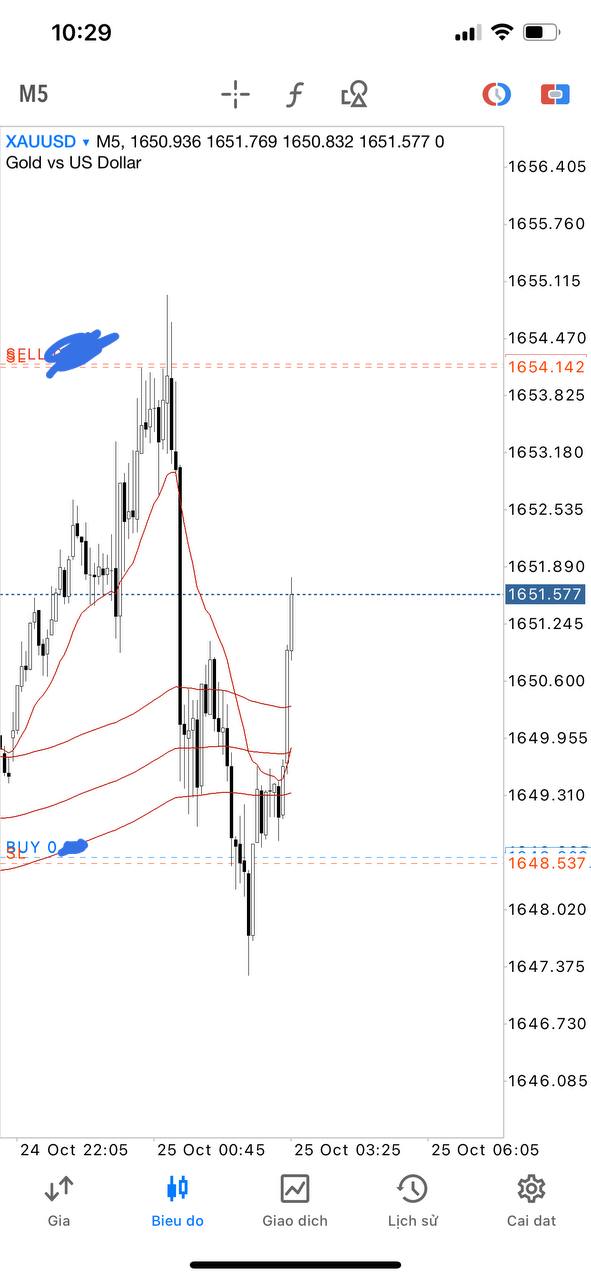 10:29
M5
XAUUSD ▾ M5, 1650.936 1651.769 1650.832 1651.577 0
Gold vs US Dollar
1656.405
1655.760
1655.115
1654.470
SELL
1654.142
1653.825
1653.180
1652.535
1651.890
1651.577
1651.245
1650.600
1649.955
1649.310
BUY 0
SL
1648.537
1648.020
1647.375
1646.730
1646.085
24 Oct 22:05 25 Oct 00:45 25 Oct 03:25 25 Oct 06:05
Gia Bieu do Giao dich Lịch sử Cai dat